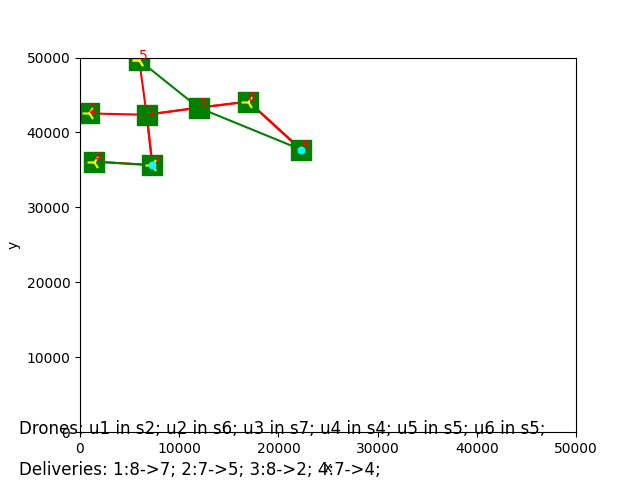 5
50000
40000
30000
20000
10000
0
y
0 10000 20000 30000 40000 50000
x
Drones: u1 in s2; u2 in s6; u3 in s7; u4 in s4; u5 in s5; u6 in s5;
Deliveries: 1:8->7; 2:7->5; 3:8->2; 4:7->4;